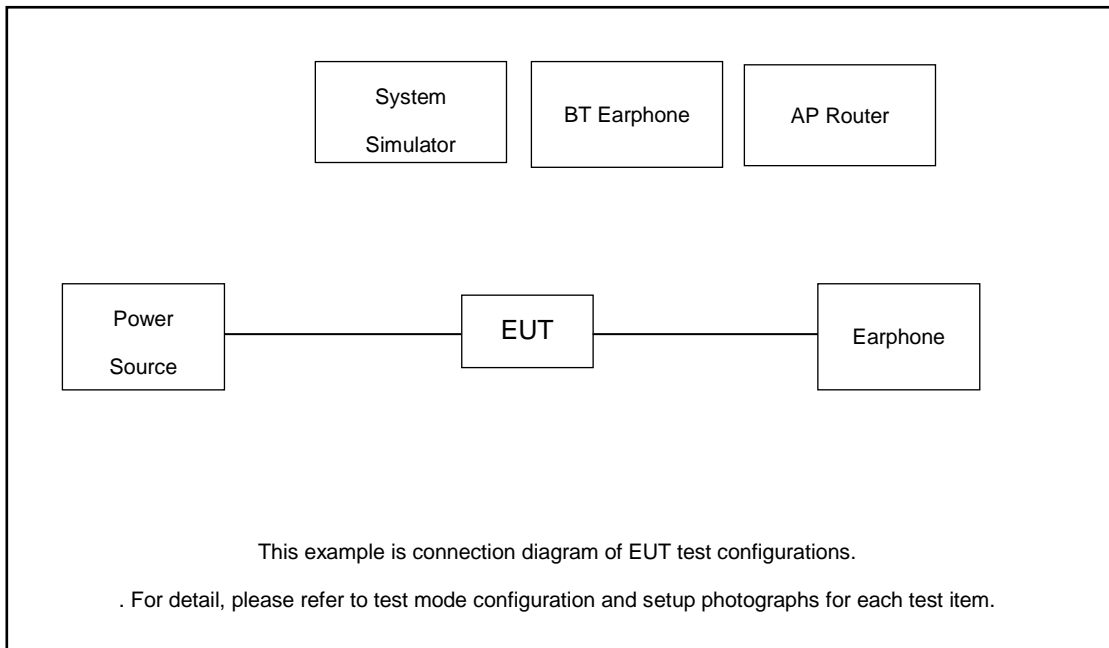 System
Simulator
BT Earphone
AP Router
Power
Source
EUT
Earphone
This example is connection diagram of EUT test configurations.
. For detail, please refer to test mode configuration and setup photographs for each test item.